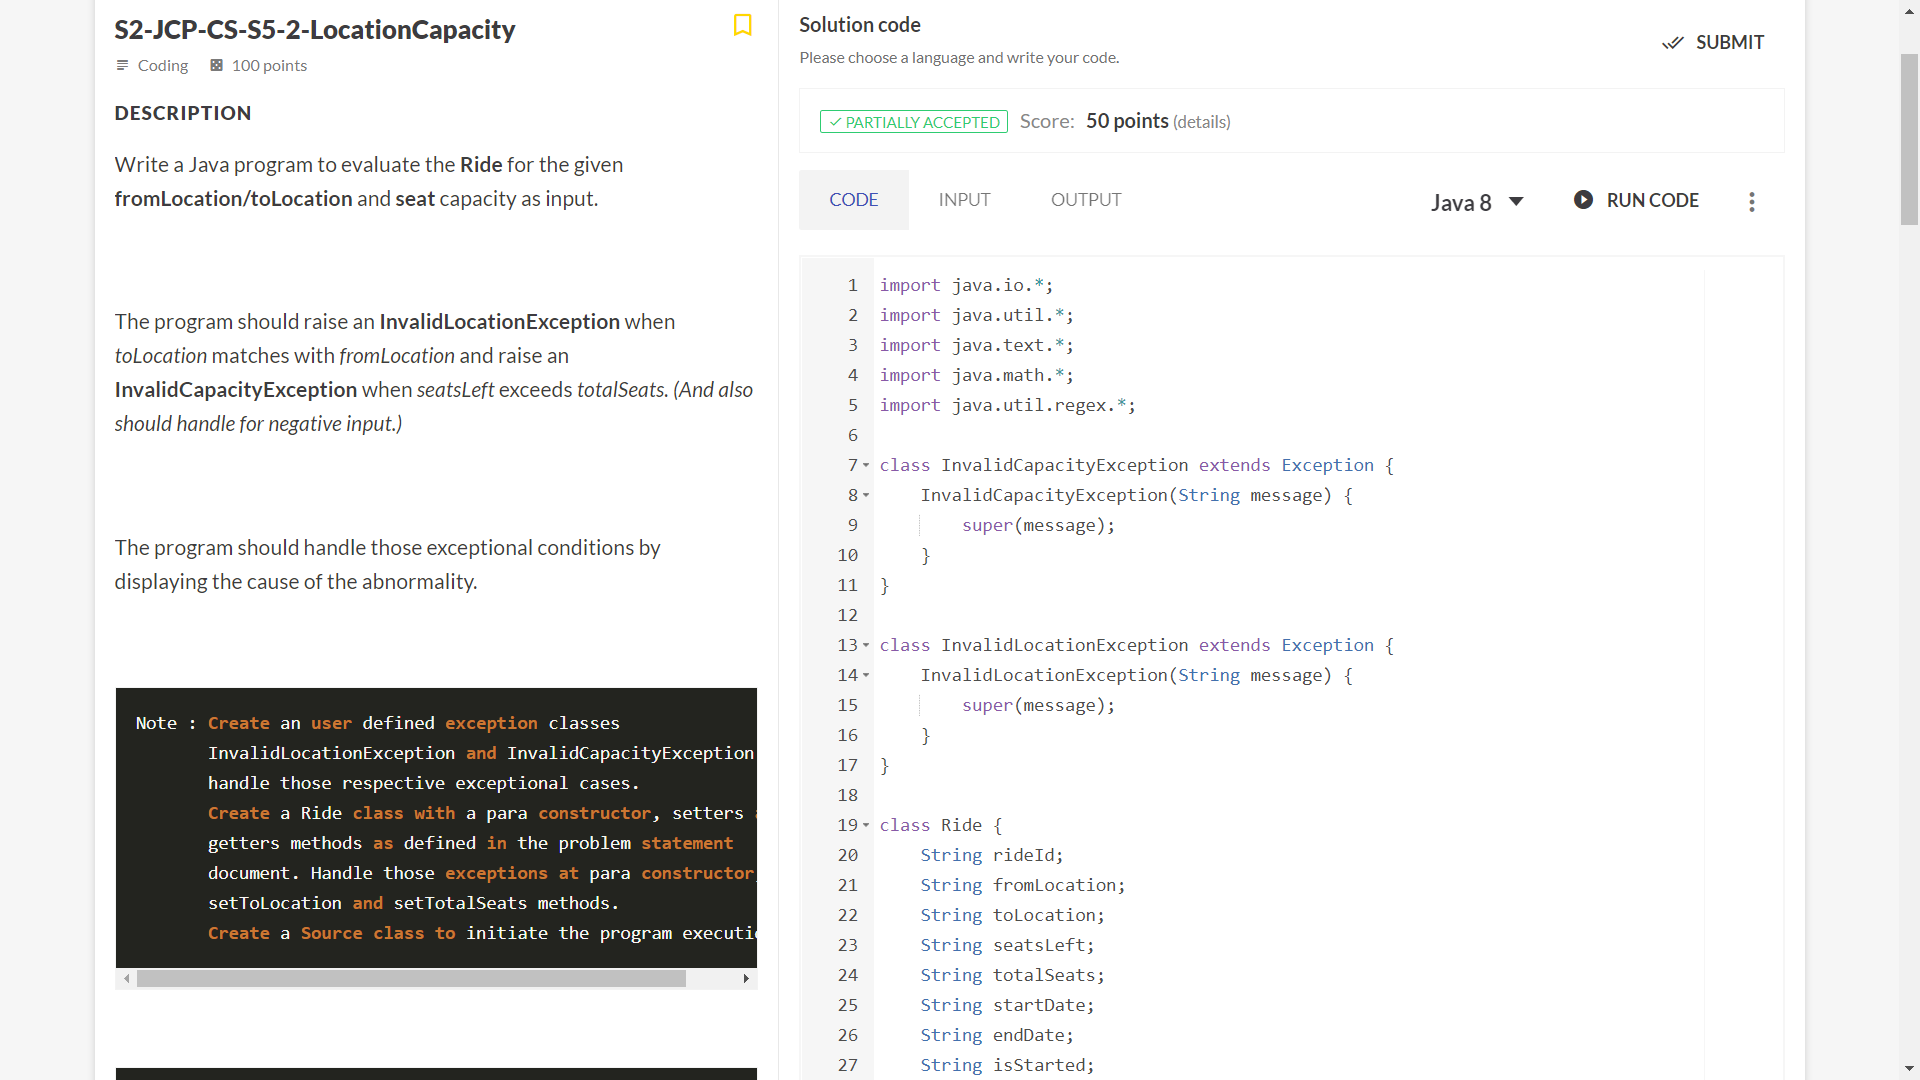 S2-JCP-CS-S5-2-LocationCapacity
Coding 100 points
DESCRIPTION
Write a Java program to evaluate the Ride for the given
fromLocation/toLocation and seat capacity as input.
The program should raise an InvalidLocationException when
toLocation matches with fromLocation and raise an
InvalidCapacityException when seatsLeft exceeds totalSeats. (And also
should handle for negative input.)
The program should handle those exceptional conditions by
displaying the cause of the abnormality.
Note : Create an user defined exception classes
InvalidLocationException and InvalidCapacityException
handle those respective exceptional cases.
Create a Ride class with a para constructor, setters
getters methods as defined in the problem statement
document. Handle those exceptions at para constructor,
setToLocation and setTotalSeats methods.
Create a Source class to initiate the program
Solution code
Please choose a language and write your code.
SUBMIT
PARTIALLY ACCEPTED Score: 50 points (details)
CODE INPUT OUTPUT Java 8 RUN CODE
1 import java.io.*;
2 import java.util.*;
3 import java.text.*;
4 import java.math.*;
5 import java.util.regex.*;
6
7 class InvalidCapacityException extends Exception {
8 InvalidCapacityException(String message) {
9 super(message);
10 }
11 }
12
13 class InvalidLocationException extends Exception {
14 InvalidLocationException(String message) {
15 super(message);
16 }
17 }
18
19 class Ride {
20 String rideId;
21 String fromLocation;
22 String toLocation;
23 String seatsLeft;
24 String totalSeats;
25 String startDate;
26 String endDate;
27 String isStarted;